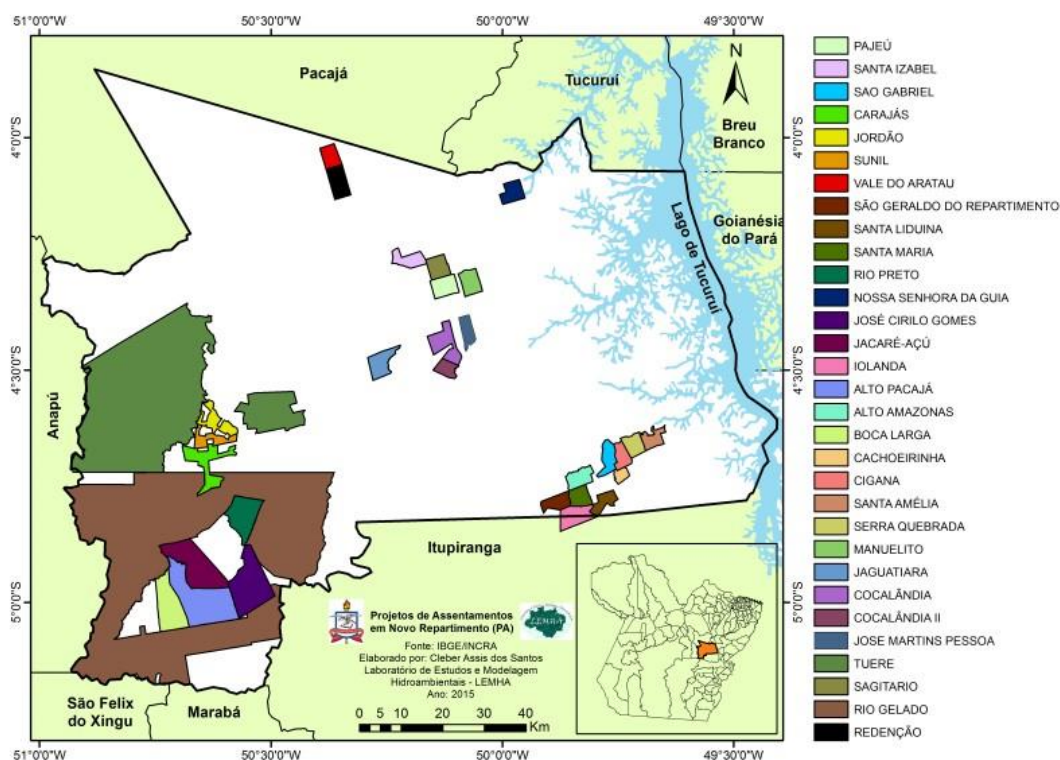 51°0'0"W 50°30'0"W 50°0'0"W 49°30'0"W
Pacajá
Tucuruí
N
Breu
Branco
4°0'0"S
4°0'0"S
Goianésia
do Pará
Lago de Tucuruí
4°30'0"S
4°30'0"S
Anapú
Itupiranga
5°0'0"S
5°0'0"S
São Felix
do Xingu
Marabá
Projetos de Assentamentos
em Novo Repartimento (PA)
LEMHA
Fonte: IBGE/INCRA
Elaborado por: Cleber Assis dos Santos
Laboratório de Estudos e Modelagem
Hidroambientais - LEMHA
Ano: 2015
0 5 10 20 30 40
Km
51°0'0"W 50°30'0"W 50°0'0"W 49°30'0"W
PAJEÚ
SANTA IZABEL
SAO GABRIEL
CARAJÁS
JORDÃO
SUNIL
VALE DO ARATAU
SÃO GERALDO DO REPARTIMENTO
SANTA LIDUINA
SANTA MARIA
RIO PRETO
NOSSA SENHORA DA GUIA
JOSÉ CIRILO GOMES
JACARÉ-AÇÚ
IOLANDA
ALTO PACAJÁ
ALTO AMAZONAS
BOCA LARGA
CACHOEIRINHA
CIGANA
SANTA AMÉLIA
SERRA QUEBRADA
MANUELITO
JAGUATIARA
COCALÂNDIA
COCALÂNDIA II
JOSE MARTINS PESSOA
TUERE
SAGITARIO
RIO GELADO
REDENÇÃO